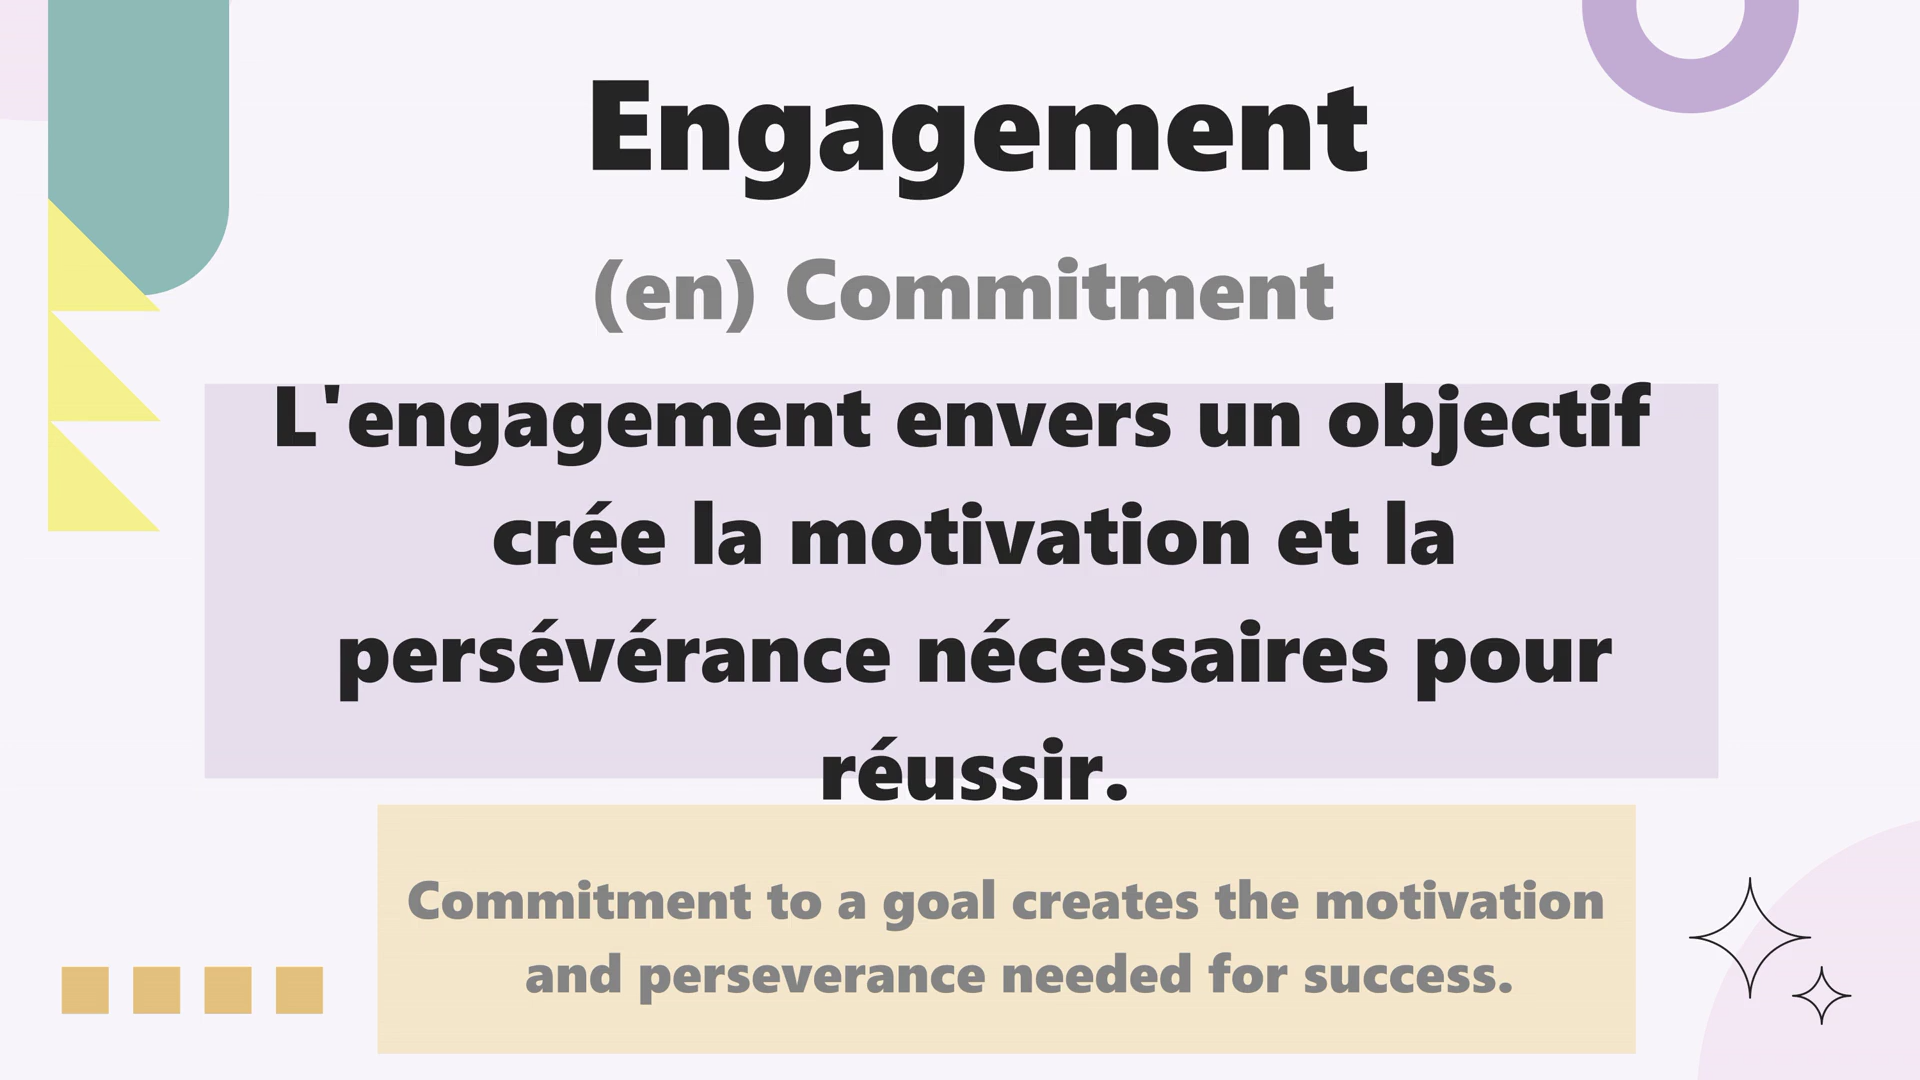 Engagement
(en) Commitment
L'engagement envers un objectif
crée la motivation et la
persévérance nécessaires pour
réussir.
Commitment to a goal creates the motivation
and perseverance needed for success.